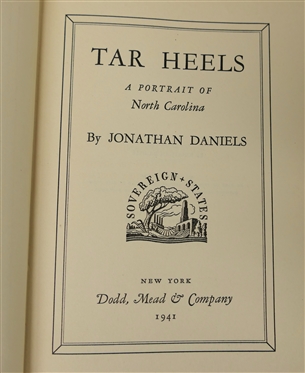 TAR HEELS
A PORTRAIT OF
North Carolina
By JONATHAN DANIELS
SOVEREIGN + STATES
NEW YORK
Dodd, Mead & Company
1941